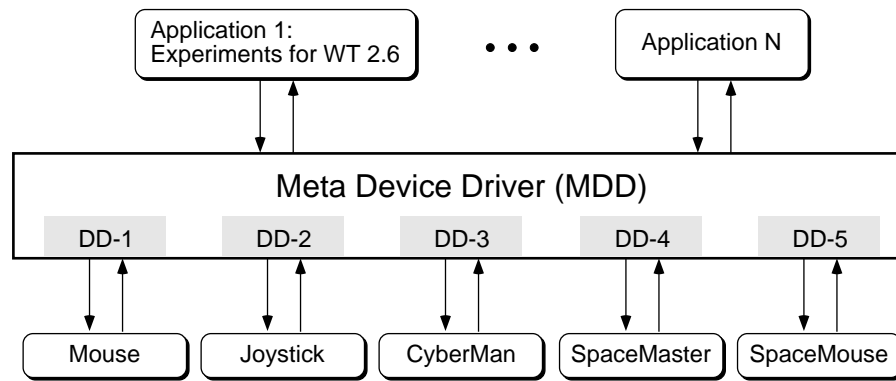 Application 1:
Experiments for WT 2.6
Application N
Meta Device Driver (MDD)
DD-1
DD-2
DD-3
DD-4
DD-5
Mouse
Joystick
CyberMan
SpaceMaster
SpaceMouse